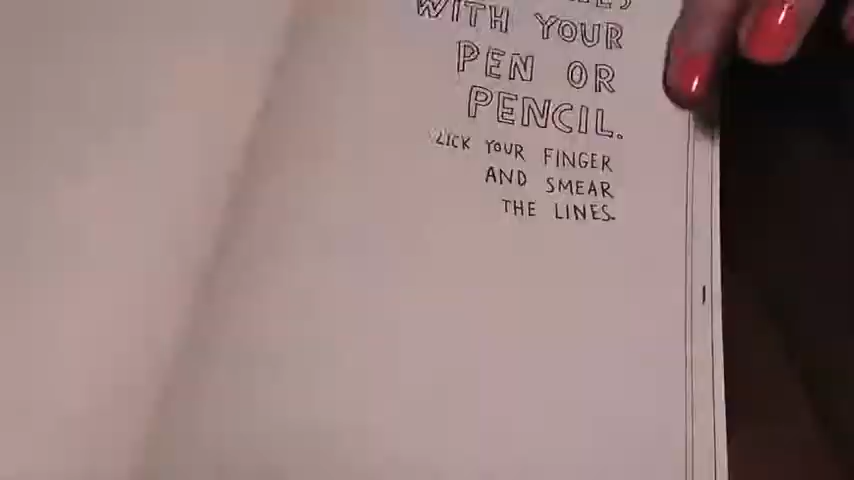 WITH YOUR
PEN OR
PENCIL.
LICK YOUR FINGER
AND SMEAR
THE LINES.